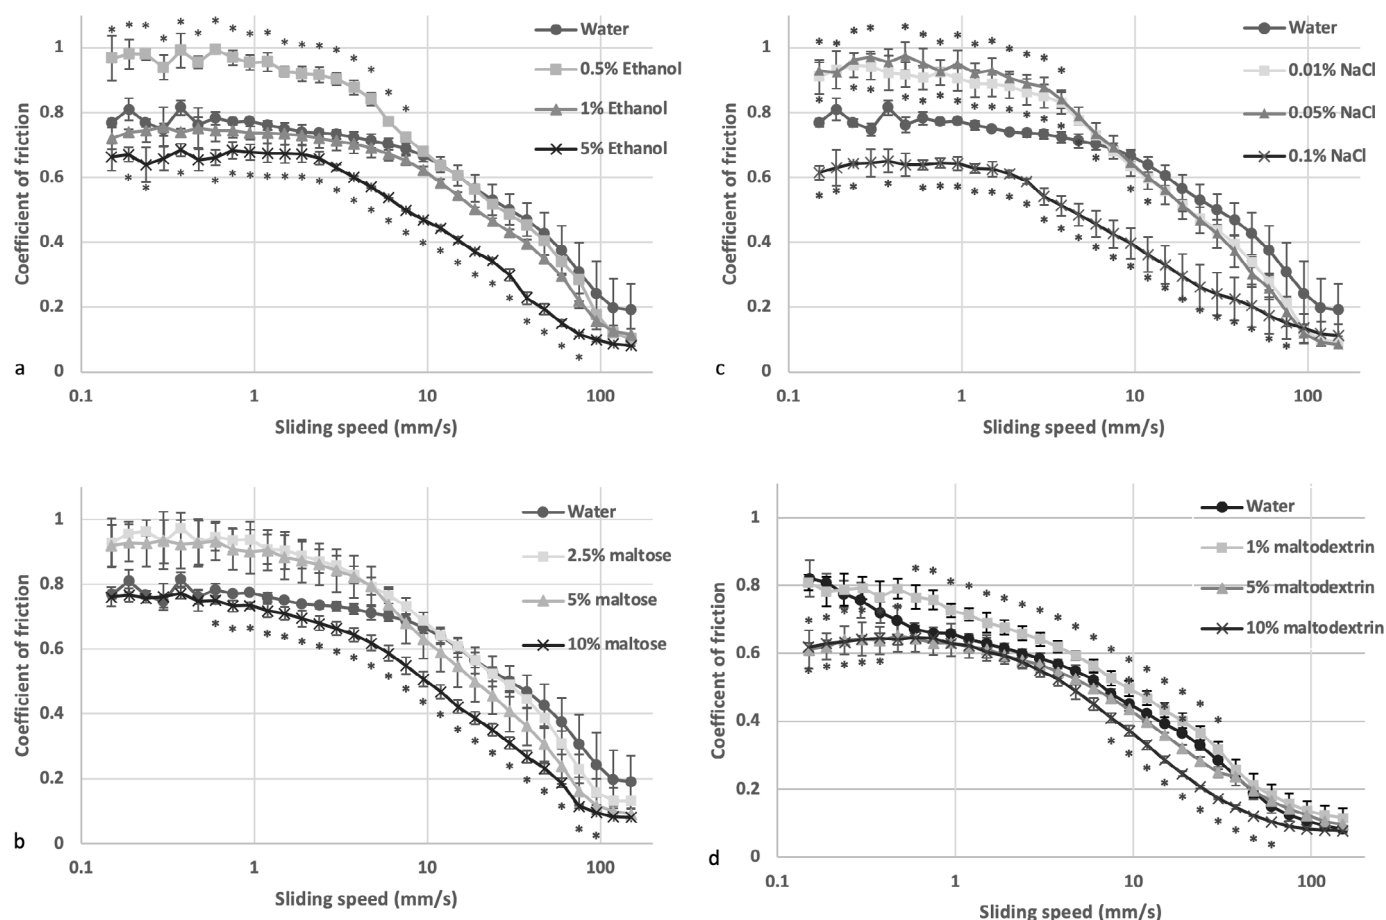 Water
0.5% Ethanol
1% Ethanol
5% Ethanol
Coefficient of friction
1
0.8
0.6
0.4
0.2
0
0.1
1
10
100
Sliding speed (mm/s)
a
Water
0.01% NaCl
0.05% NaCl
0.1% NaCl
Coefficient of friction
1
0.8
0.6
0.4
0.2
0
0.1
1
10
100
Sliding speed (mm/s)
c
Water
2.5% maltose
5% maltose
10% maltose
Coefficient of friction
1
0.8
0.6
0.4
0.2
0
0.1
1
10
100
Sliding speed (mm/s)
b
Water
1% maltodextrin
5% maltodextrin
10% maltodextrin
Coefficent of friction
1
0.8
0.6
0.4
0.2
0
0.1
1
10
100
Sliding speed (mm/s)
d